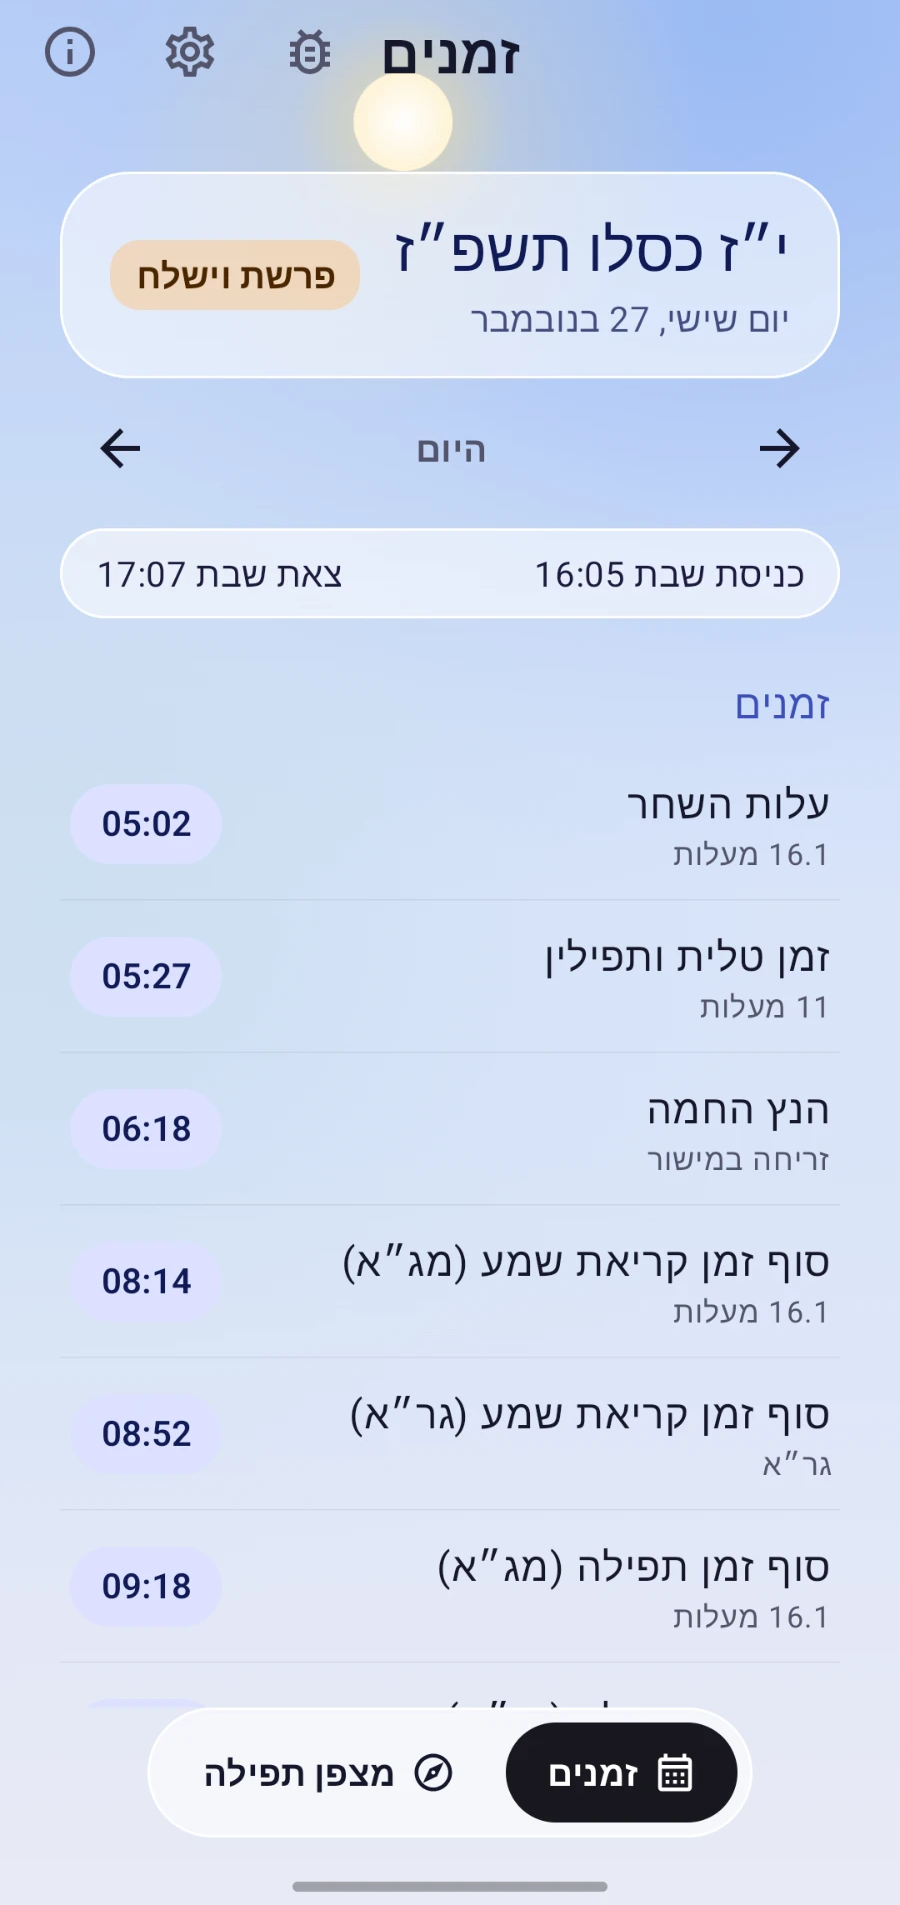 זמנים
י״ז כסלו תשפ״ז
יום שישי, 27 בנובמבר
פרשת וישלח
היום
כניסת שבת 16:05
צאת שבת 17:07
זמנים
עלות השחר
16.1 מעלות
05:02
זמן טלית ותפילין
11 מעלות
05:27
הנץ החמה
זריחה במישור
06:18
סוף זמן קריאת שמע (מג״א)
16.1 מעלות
08:14
סוף זמן קריאת שמע (גר״א)
גר״א
08:52
סוף זמן תפילה (מג״א)
16.1 מעלות
09:18
זמנים
מצפן תפילה